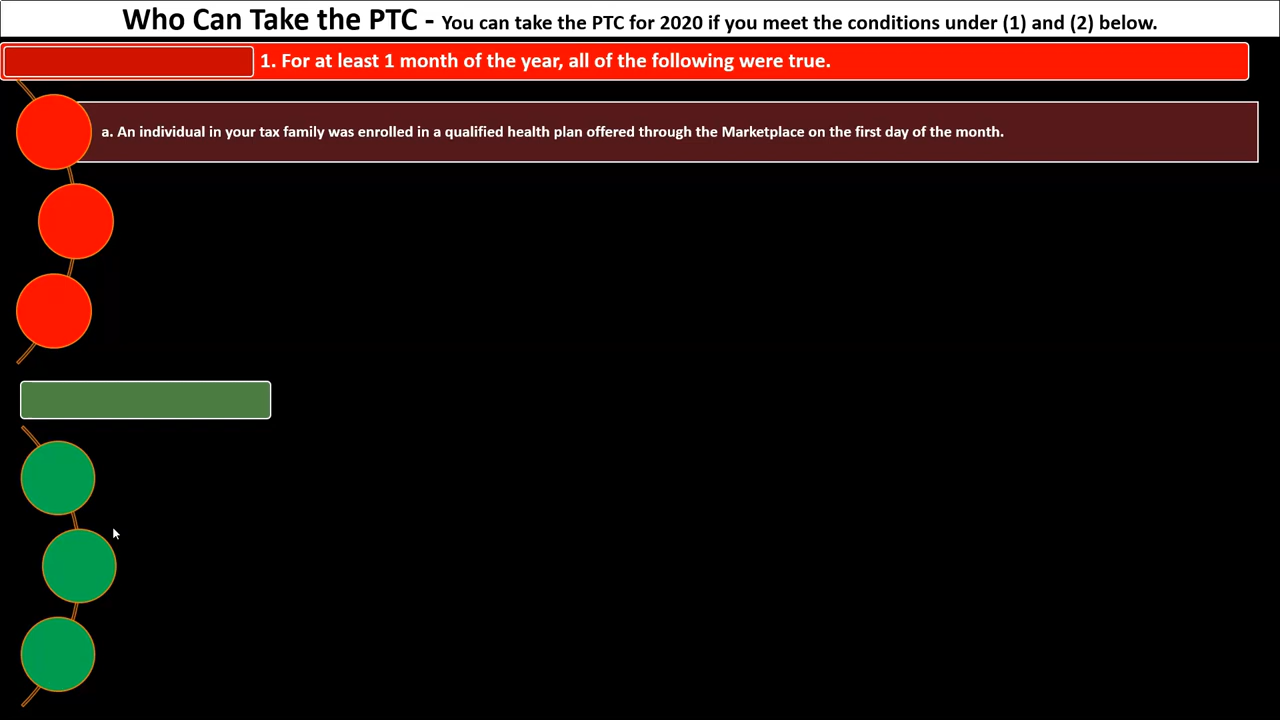 Who Can Take the PTC - You can take the PTC for 2020 if you meet the conditions under (1) and (2) below.
1. For at least 1 month of the year, all of the following were true.
a. An individual in your tax family was enrolled in a qualified health plan offered through the Marketplace on the first day of the month.